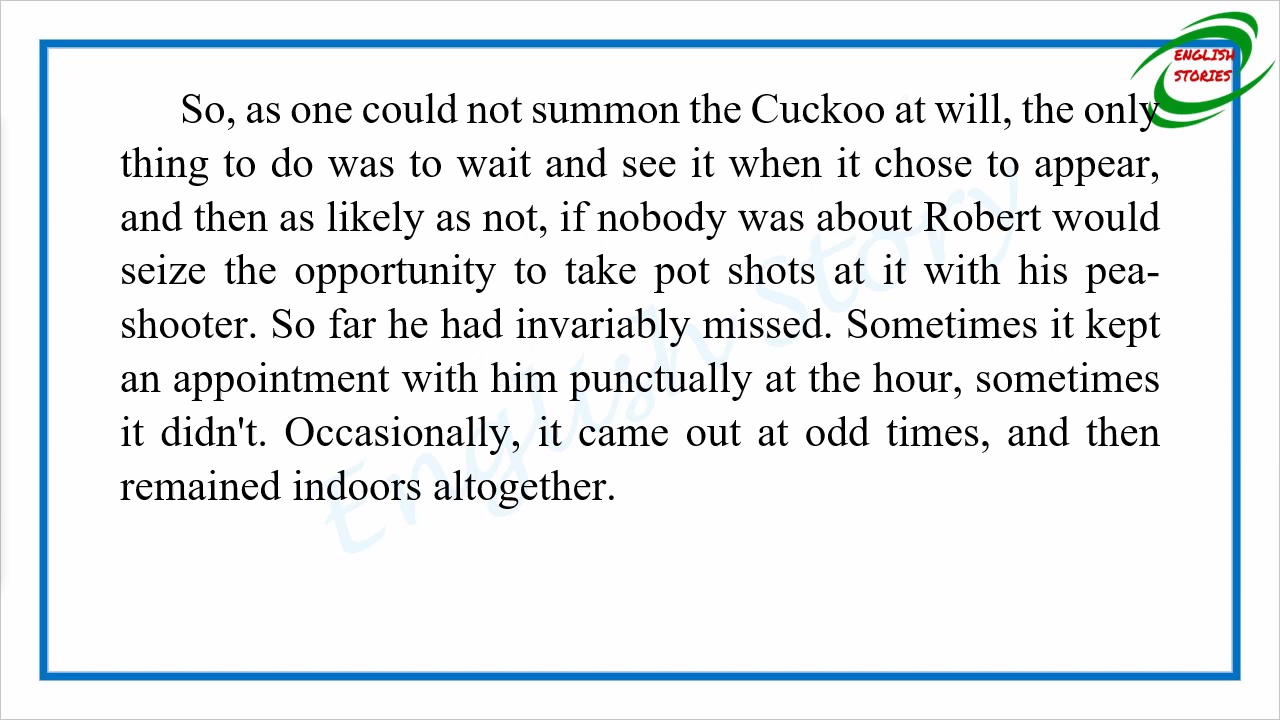 ENGLISH
STORIES
So, as one could not summon the Cuckoo at will, the only
thing to do was to wait and see it when it chose to appear,
and then as likely as not, if nobody was about Robert would
seize the opportunity to take pot shots at it with his pea-
shooter. So far he had invariably missed. Sometimes it kept
an appointment with him punctually at the hour, sometimes
it didn't. Occasionally, it came out at odd times, and then
remained indoors altogether.
English Story